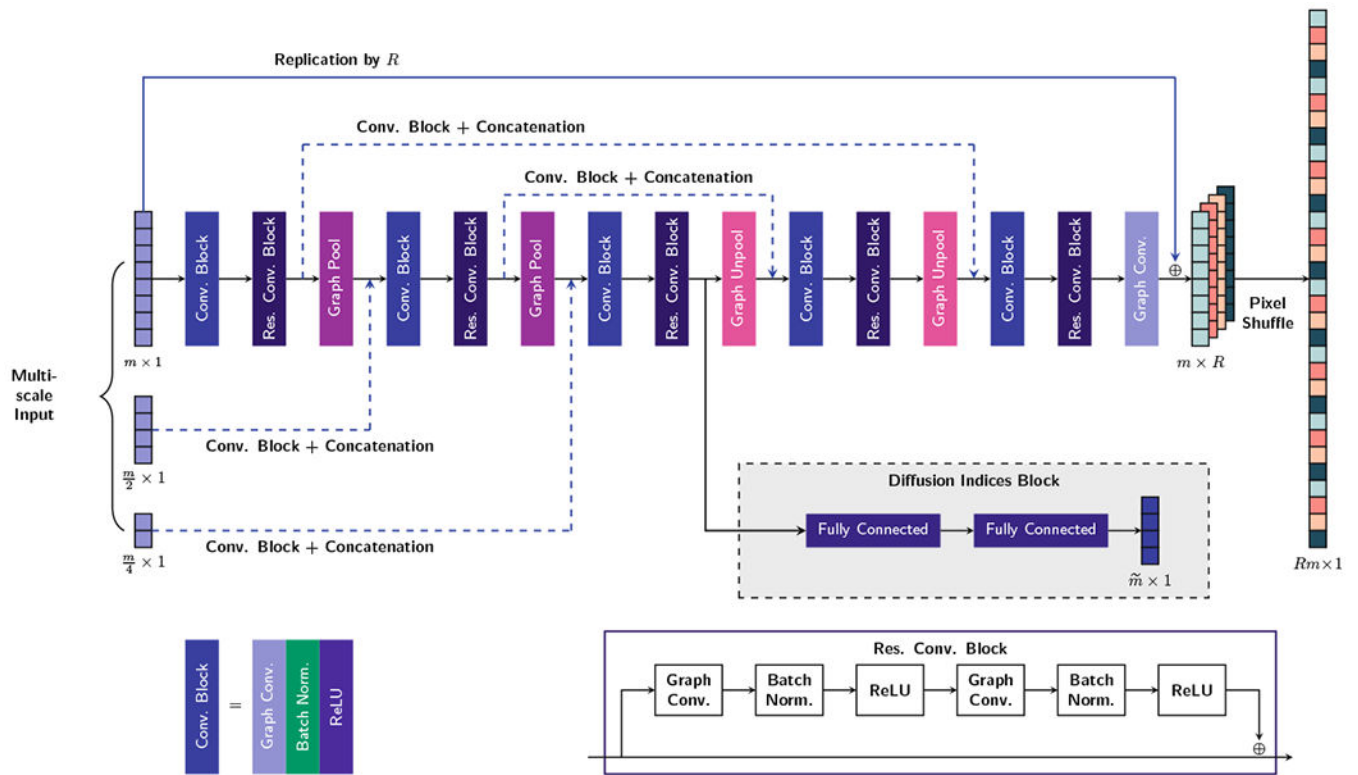 Replication by R
Conv. Block + Concatenation
Conv. Block + Concatenation
Conv. Block
Res. Conv. Block
Graph Pool
Conv. Block
Res. Conv. Block
Graph Pool
Conv. Block
Res. Conv. Block
Graph Unpool
Conv. Block
Res. Conv. Block
Graph Unpool
Conv. Block
Res. Conv. Block
Graph Conv.
⊕
Pixel
Shuffle
m × 1
m × R
Multi-
scale
Input
Conv. Block + Concatenation
m/2 × 1
Conv. Block + Concatenation
m/4 × 1
Diffusion Indices Block
Fully Connected
Fully Connected
m̃ × 1
Rm×1
Conv. Block
=
Graph Conv.
Batch Norm.
ReLU
Res. Conv. Block
Graph
Conv.
Batch
Norm.
ReLU
Graph
Conv.
Batch
Norm.
ReLU
⊕